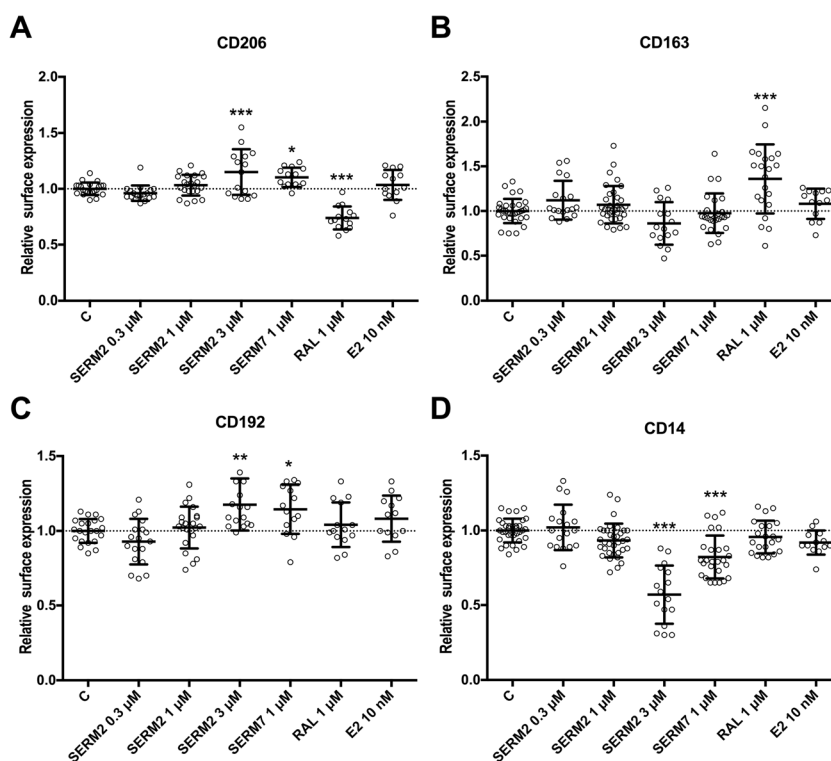 A
CD206
Relative surface expression
2.0
1.5
1.0
0.5
0.0
***
*
***
C
SERM2 0.3 µM
SERM2 1 µM
SERM2 3 µM
SERM7 1 µM
RAL 1 µM
E2 10 nM
B
CD163
Relative surface expression
2.5
2.0
1.5
1.0
0.5
0.0
***
C
SERM2 0.3 µM
SERM2 1 µM
SERM2 3 µM
SERM7 1 µM
RAL 1 µM
E2 10 nM
C
CD192
Relative surface expression
1.5
1.0
0.5
0.0
**
*
C
SERM2 0.3 µM
SERM2 1 µM
SERM2 3 µM
SERM7 1 µM
RAL 1 µM
E2 10 nM
D
CD14
Relative surface expression
1.5
1.0
0.5
0.0
***
***
C
SERM2 0.3 µM
SERM2 1 µM
SERM2 3 µM
SERM7 1 µM
RAL 1 µM
E2 10 nM